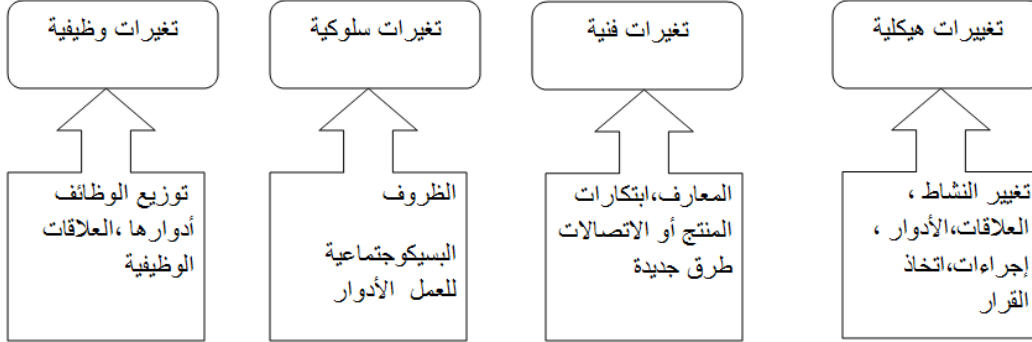 تغييرات هيكلية
تغيرات فنية
تغيرات سلوكية
تغيرات وظيفية
تغيير النشاط ،
العلاقات،الأدوار ،
إجراءات،اتخاذ
القرار
المعارف،ابتكارات
المنتج أو الاتصالات
طرق جديدة
الظروف
البسيكوجتماعية
للعمل الأدوار
توزيع الوظائف
أدوارها ،العلاقات
الوظيفية